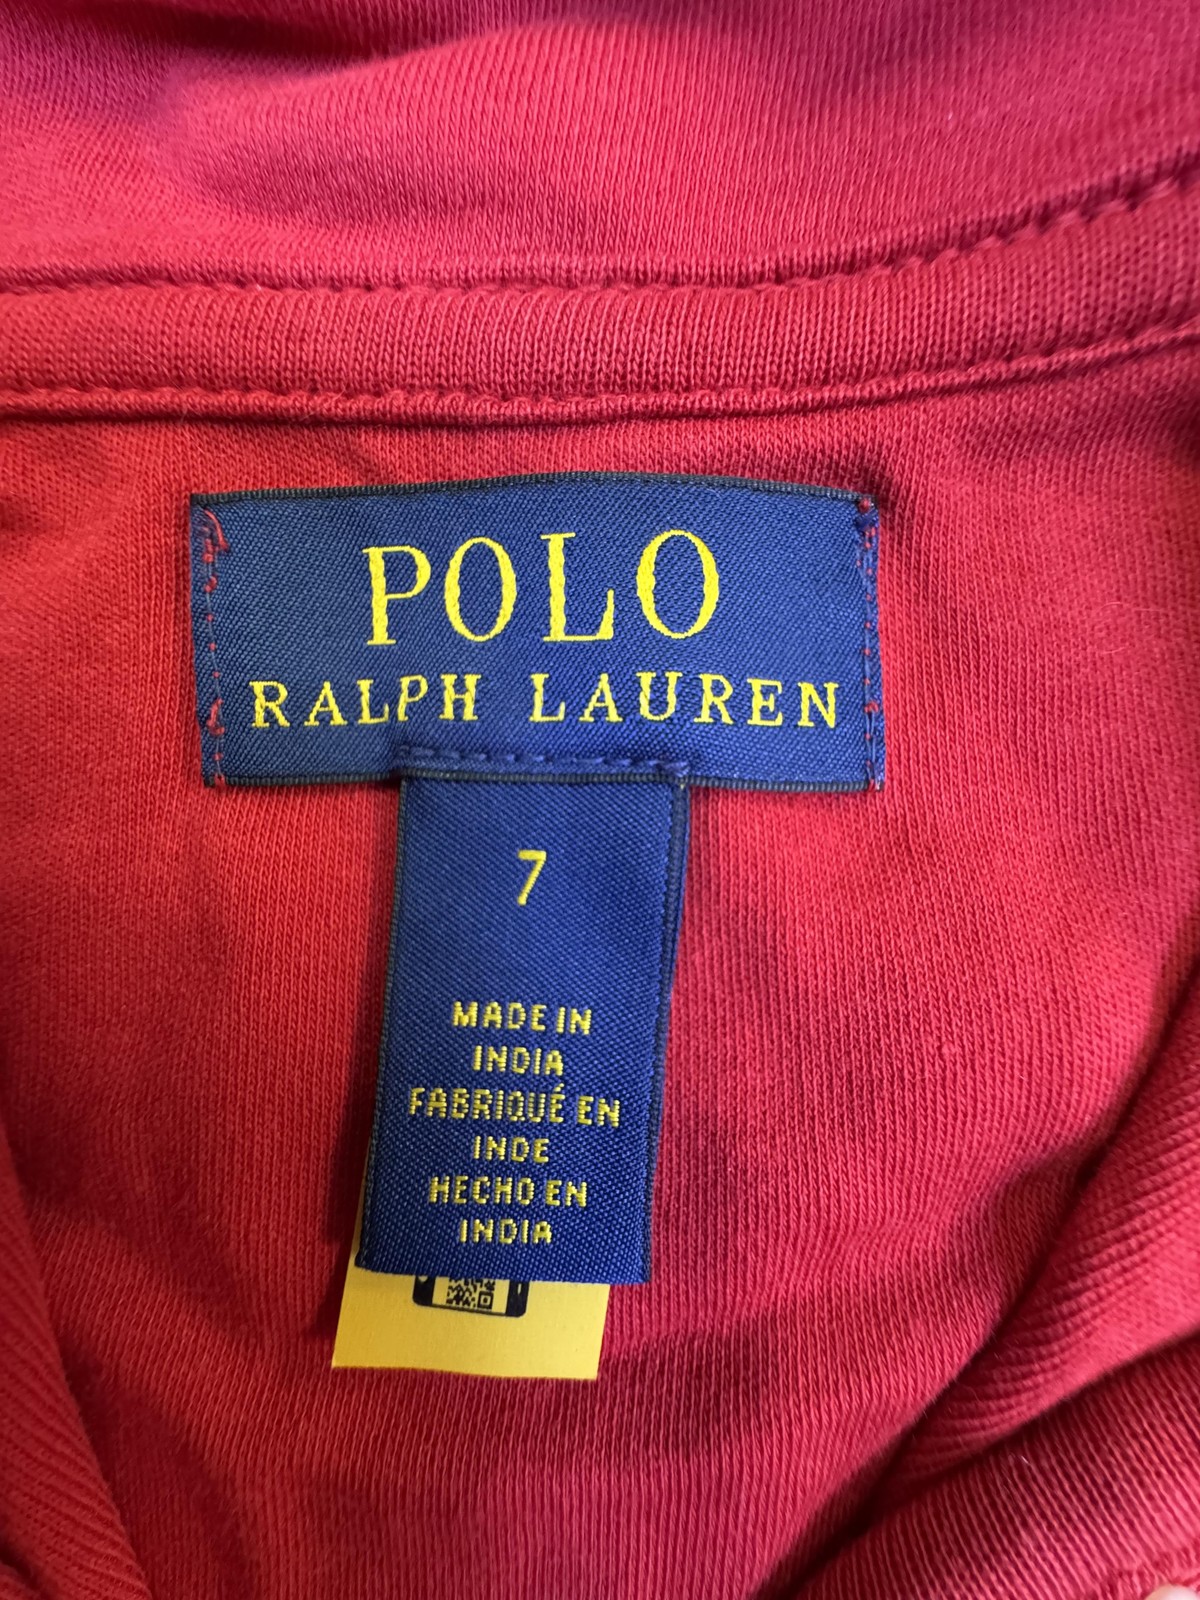 POLO
RALPH LAUREN
7
MADE IN
INDIA
FABRIQUÉ EN
INDE
HECHO EN
INDIA